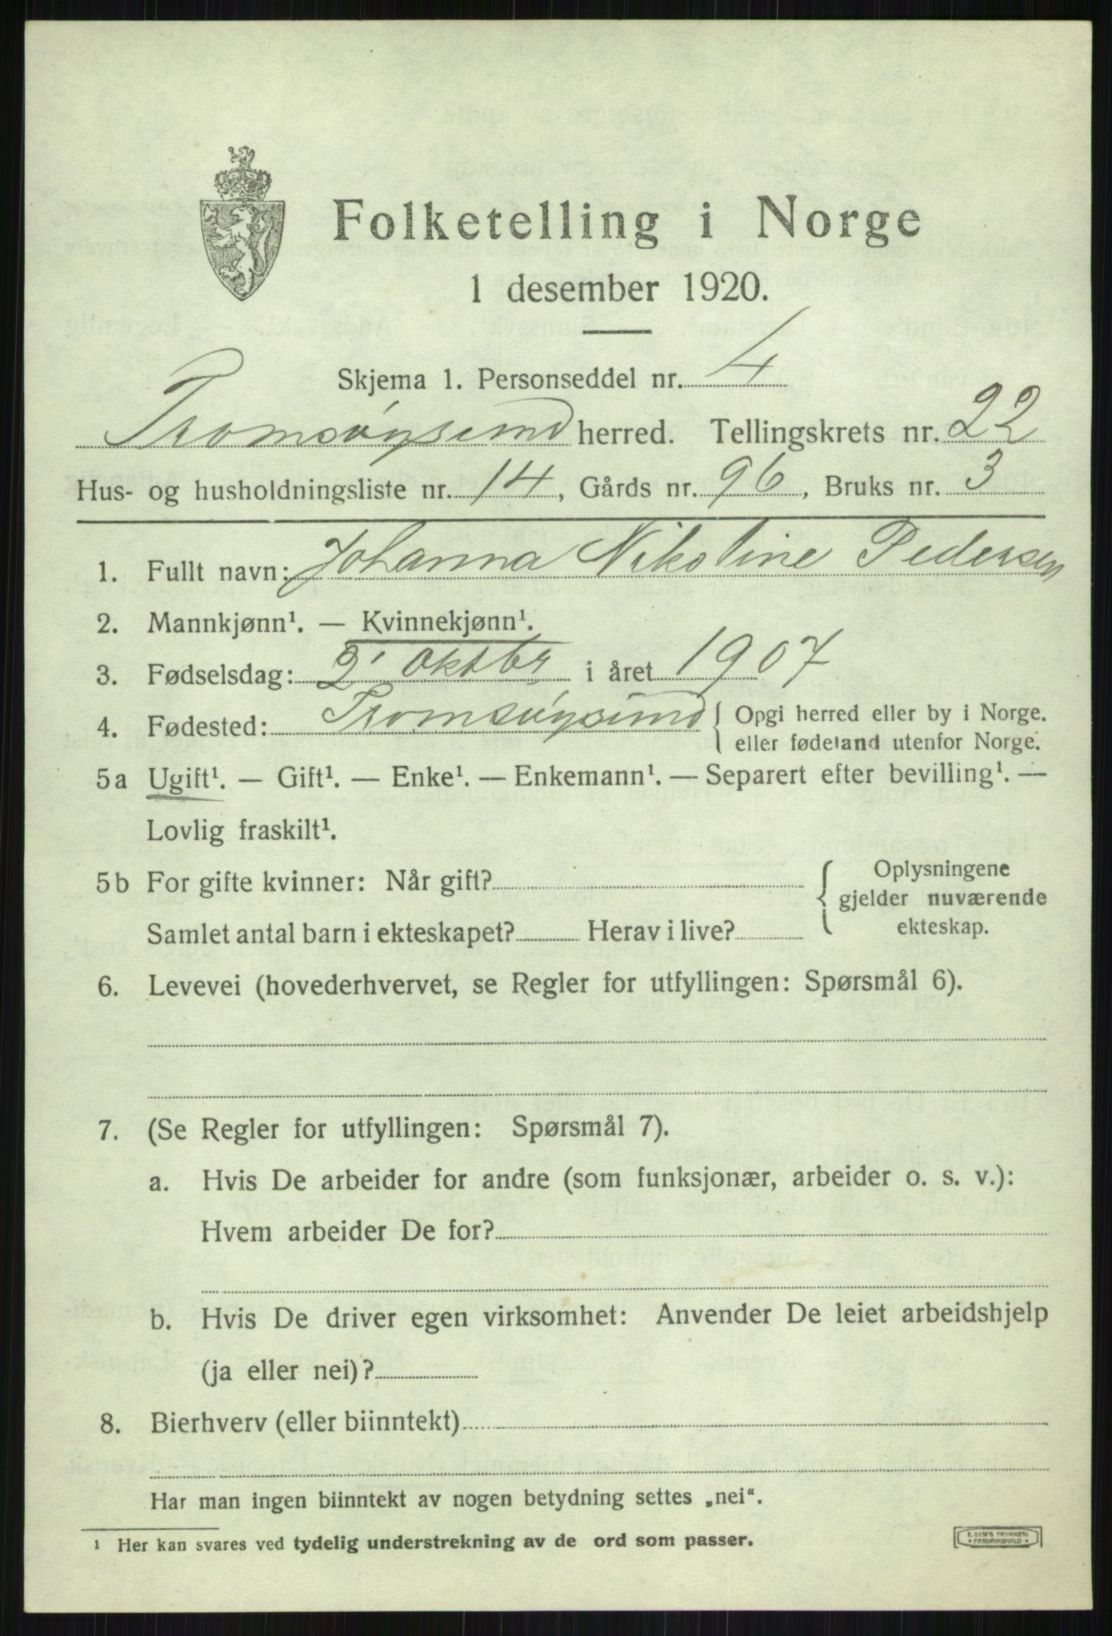 Folketelling i Norge
1 desember 1920.
Skjema 1. Personseddel nr. 4
Tromsøysund herred. Tellingskrets nr. 22
Hus- og husholdningsliste nr. 14, Gårds nr. 96, Bruks nr. 3
1. Fullt navn: Johanna Nikoline Pedersen
2. Mannkjønn¹. — Kvinnekjønn¹.
3. Fødselsdag: 2' oktbr i året 1907
4. Fødested: Tromsøysund { Opgi herred eller by i Norge.
eller fødeland utenfor Norge.
5a Ugift¹. — Gift¹. — Enke¹. — Enkemann¹. — Separert efter bevilling¹. —
Lovlig fraskilt¹.
5b For gifte kvinner: Når gift? { Oplysningene
gjelder nuværende
Samlet antal barn i ekteskapet? Herav i live? ekteskap.
6. Levevei (hovederhvervet, se Regler for utfyllingen: Spørsmål 6).
7. (Se Regler for utfyllingen: Spørsmål 7).
a. Hvis De arbeider for andre (som funksjonær, arbeider o. s. v.):
Hvem arbeider De for?
b. Hvis De driver egen virksomhet: Anvender De leiet arbeidshjelp
(ja eller nei)?
8. Bierhverv (eller biinntekt)
Har man ingen biinntekt av nogen betydning settes „nei“.
¹ Her kan svares ved tydelig understrekning av de ord som passer.
E. SEM'S TRYKKERI
FREDRIKSHALD